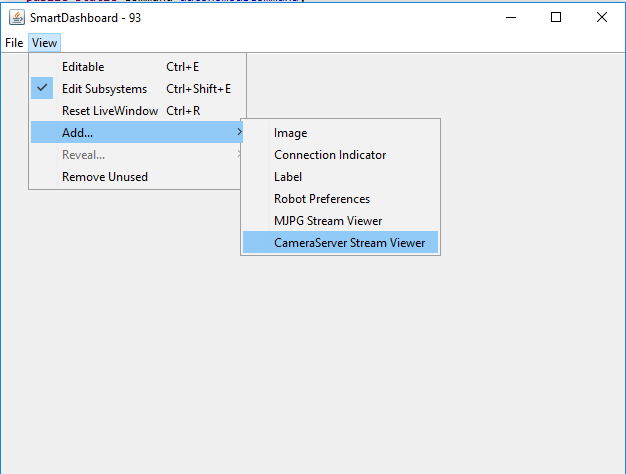 SmartDashboard - 93
File View
Editable Ctrl+E
Edit Subsystems Ctrl+Shift+E
Reset LiveWindow Ctrl+R
Add...
Reveal...
Remove Unused
Image
Connection Indicator
Label
Robot Preferences
MJPG Stream Viewer
CameraServer Stream Viewer